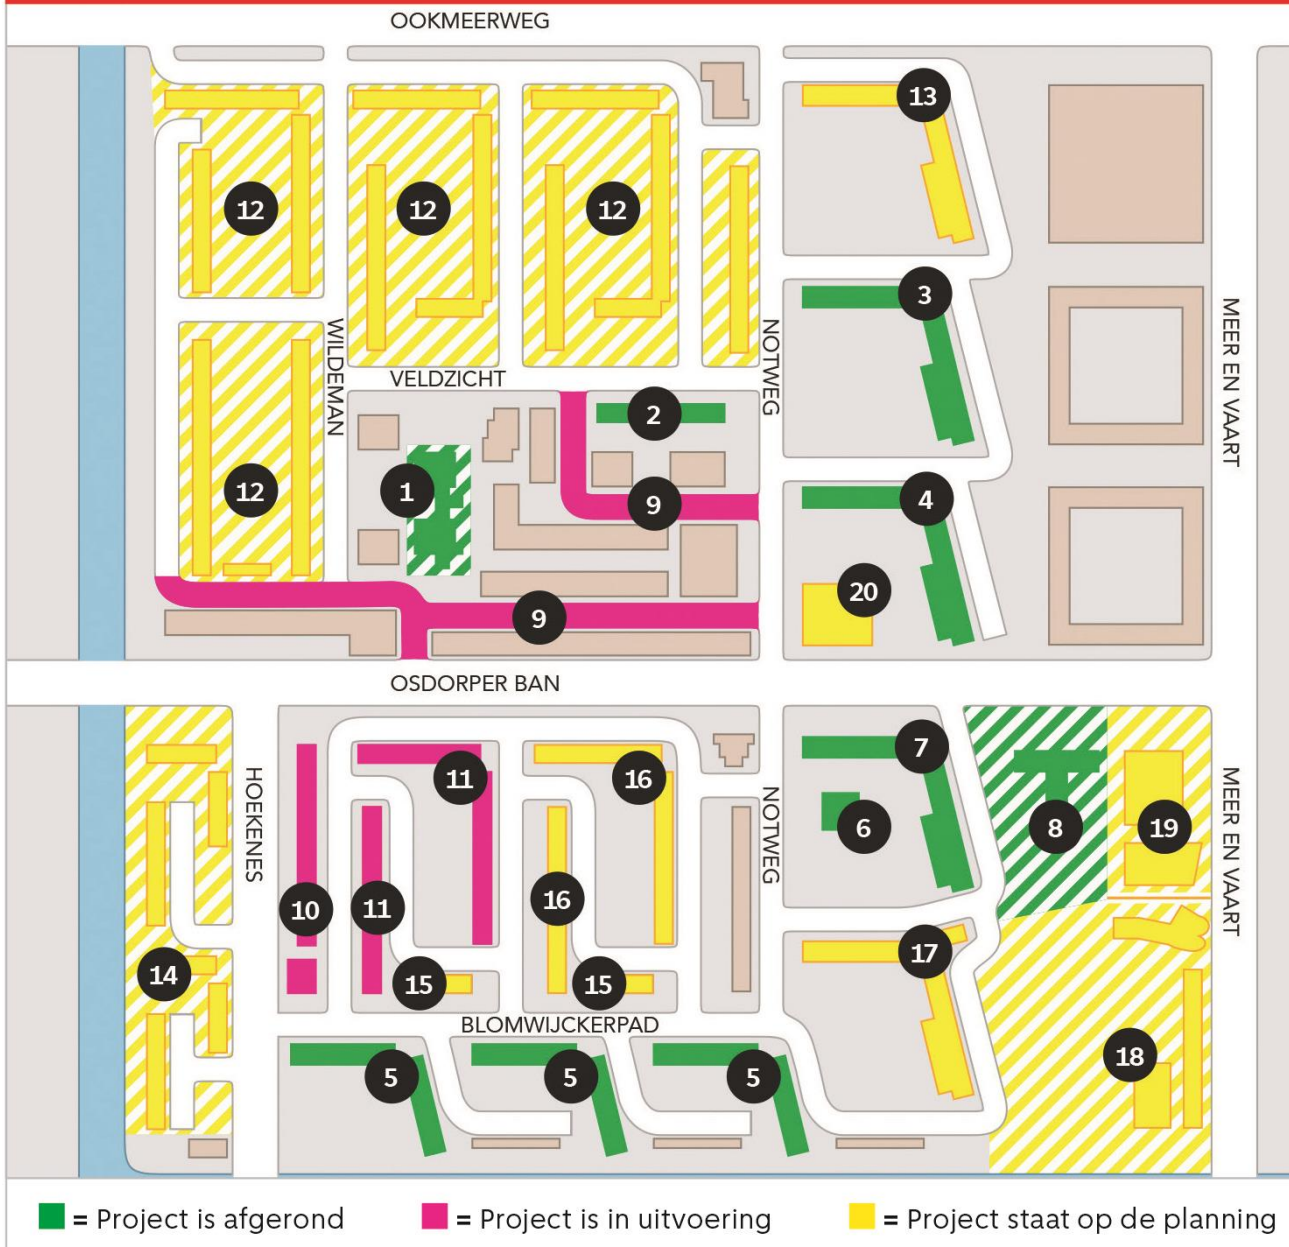 OOKMEERWEG
13
12
12
12
3
WILDEMAN
NOTWEG
MEER EN VAART
VELDZICHT
2
12
1
9
4
20
9
OSDORPER BAN
HOEKENES
11
16
NOTWEG
7
6
8
19
MEER EN VAART
10
11
16
14
15
15
17
BLOMWIJCKERPAD
5
5
5
18
= Project is afgerond
= Project is in uitvoering
= Project staat op de planning